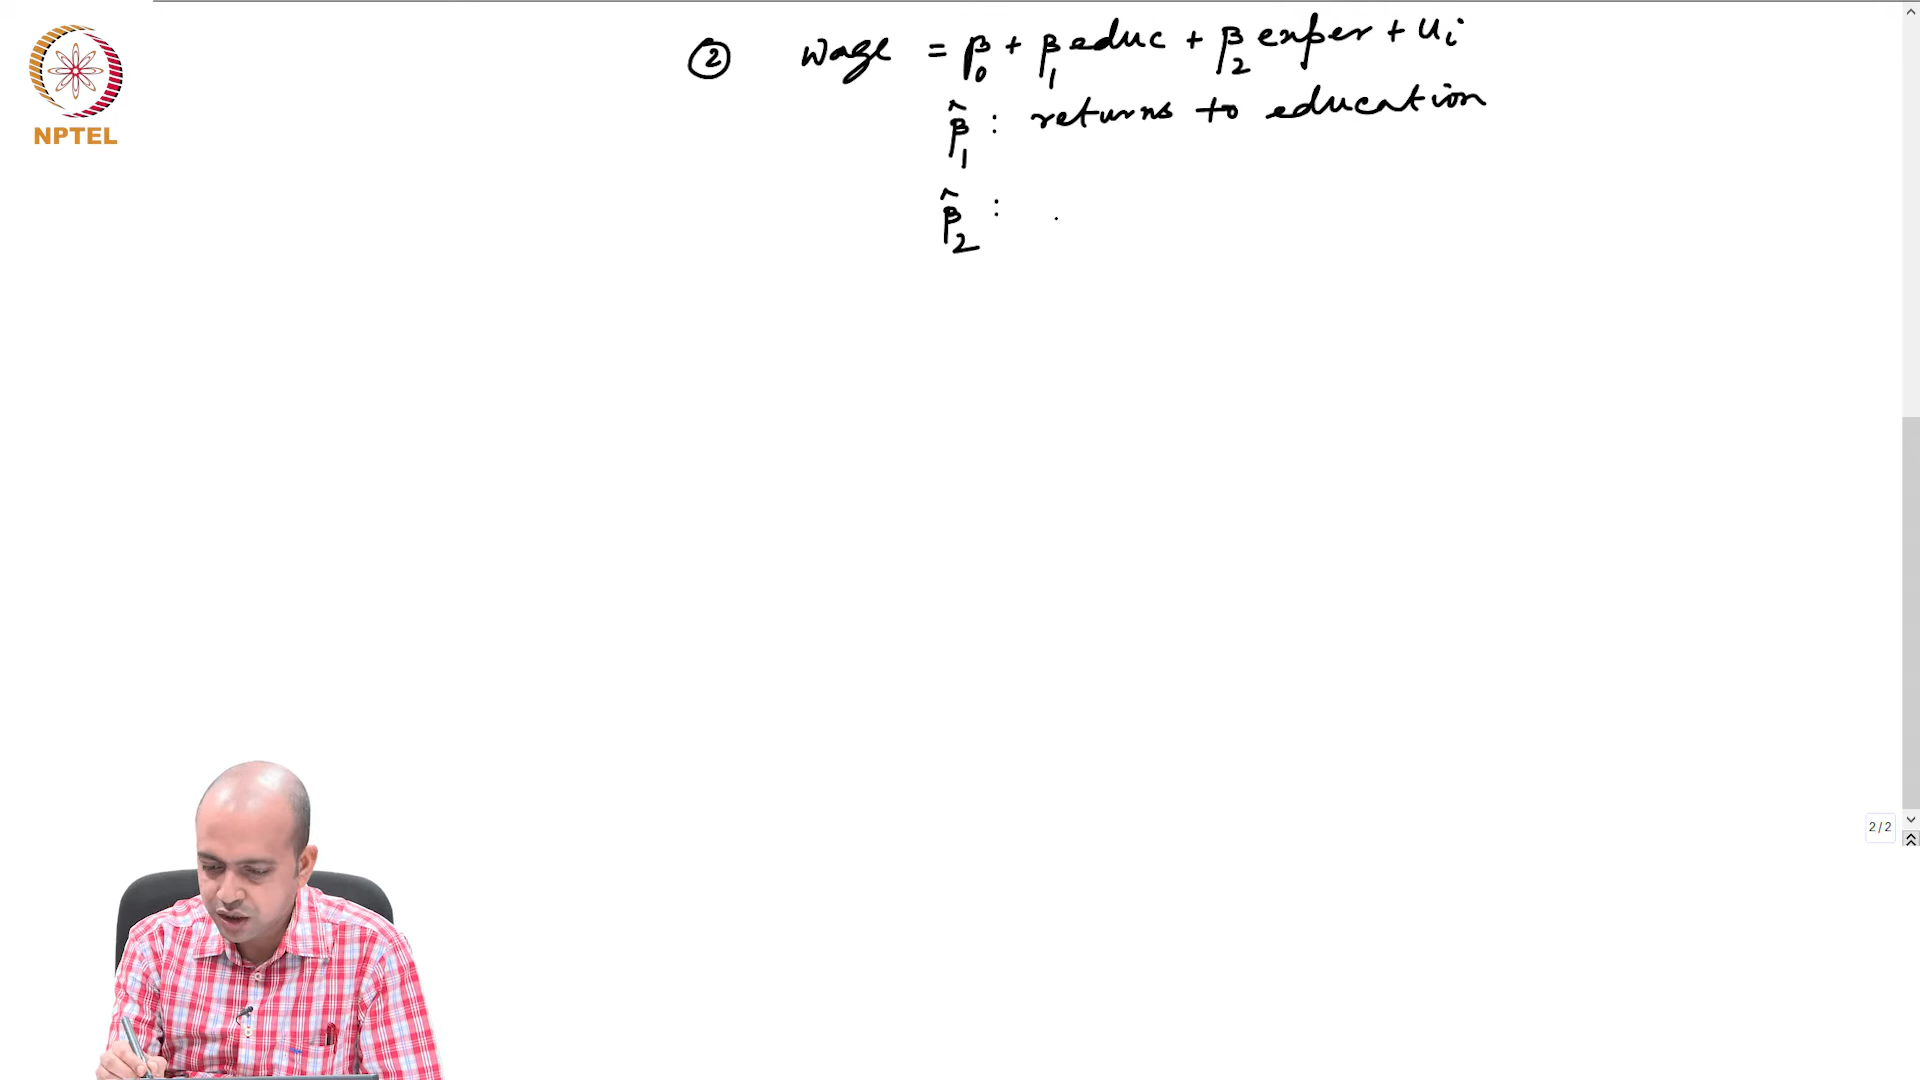 ② Wage = β₀ + β₁ educ + β₂ exper + uᵢ
β̂₁ : returns to education
β̂₂ :
NPTEL
2 / 2